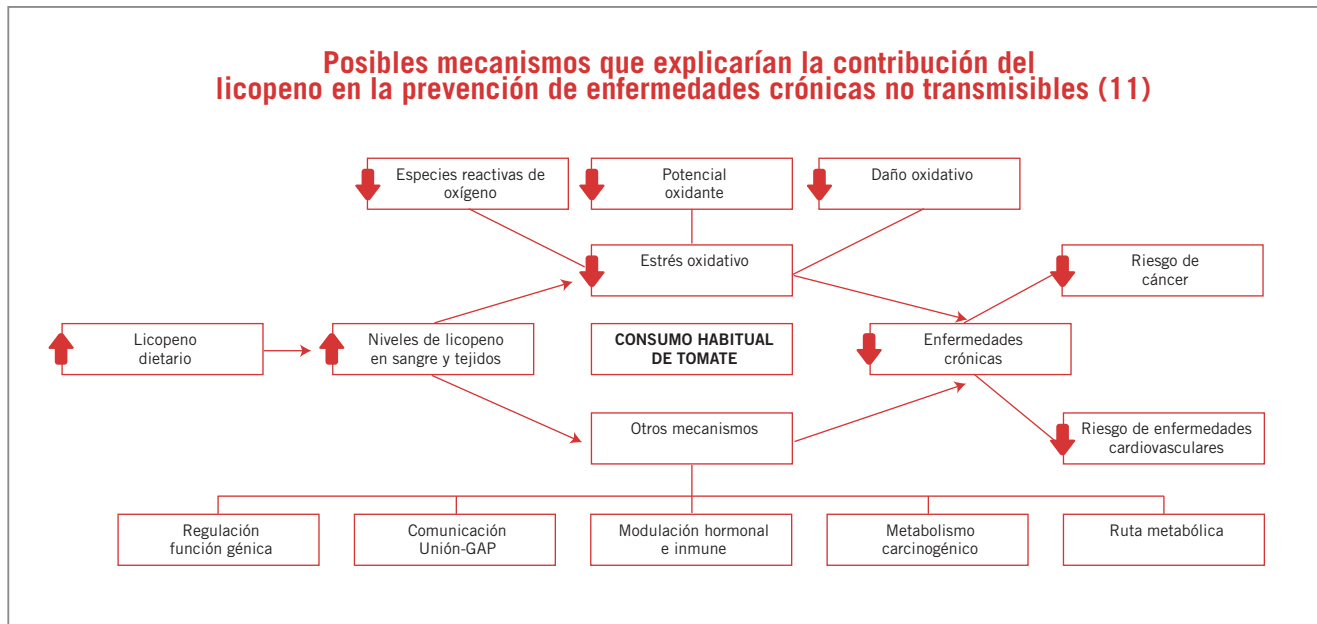 Posibles mecanismos que explicarían la contribución del
licopeno en la prevención de enfermedades crónicas no transmisibles (11)
Especies reactivas de
oxígeno
Potencial
oxidante
Daño oxidativo
Estrés oxidativo
Riesgo de
cáncer
Licopeno
dietario
Niveles de licopeno
en sangre y tejidos
CONSUMO HABITUAL
DE TOMATE
Enfermedades
crónicas
Otros mecanismos
Riesgo de enfermedades
cardiovasculares
Regulación
función génica
Comunicación
Unión-GAP
Modulación hormonal
e inmune
Metabolismo
carcinogénico
Ruta metabólica